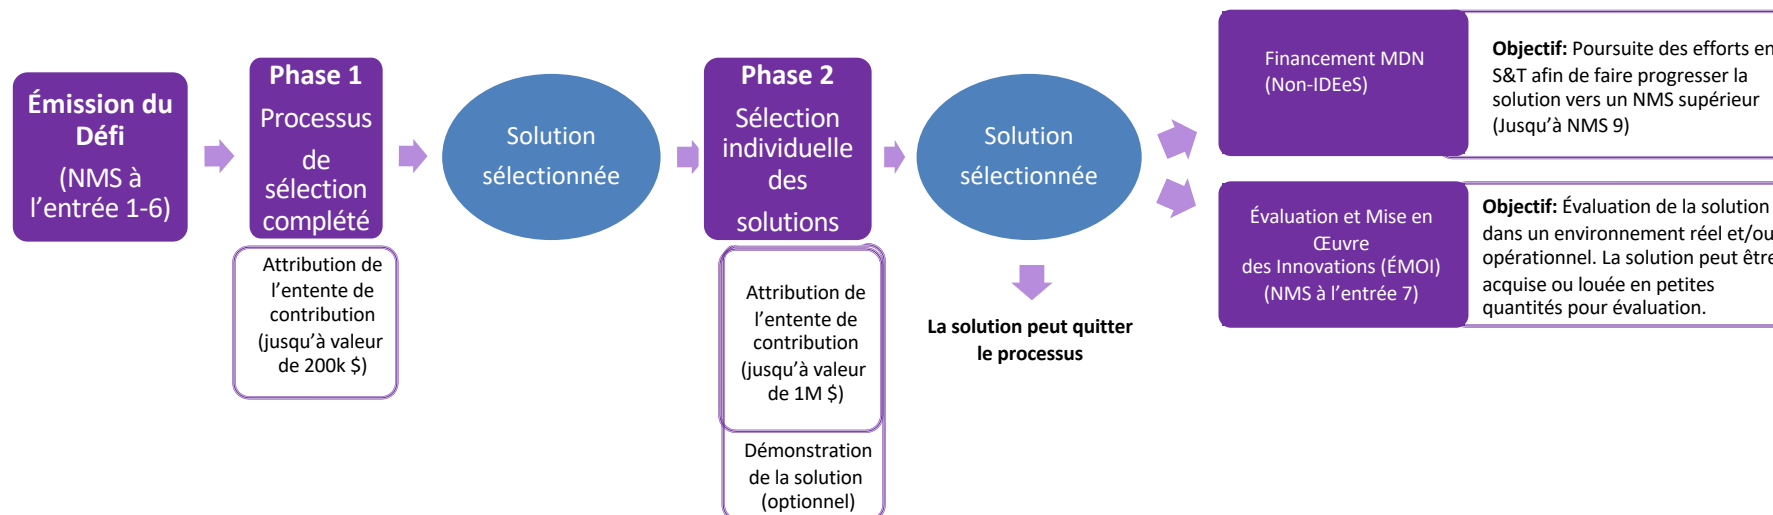 Émission du
Défi
(NMS à
l'entrée 1-6)
Phase 1
Processus
de
sélection
complété
Attribution de
l'entente de
contribution
(jusqu'à valeur
de 200k $)
Solution
sélectionnée
Phase 2
Sélection
individuelle
des
solutions
Attribution de
l'entente de
contribution
(jusqu'à valeur
de 1M $)
Démonstration
de la solution
(optionnel)
Solution
sélectionnée
La solution peut quitter
le processus
Financement MDN
(Non-IDEeS)
Objectif: Poursuite des efforts en
S&T afin de faire progresser la
solution vers un NMS supérieur
(Jusqu'à NMS 9)
Évaluation et Mise en
Œuvre
des Innovations (ÉMOI)
(NMS à l'entrée 7)
Objectif: Évaluation de la solution
dans un environnement réel et/ou
opérationnel. La solution peut être
acquise ou louée en petites
quantités pour évaluation.